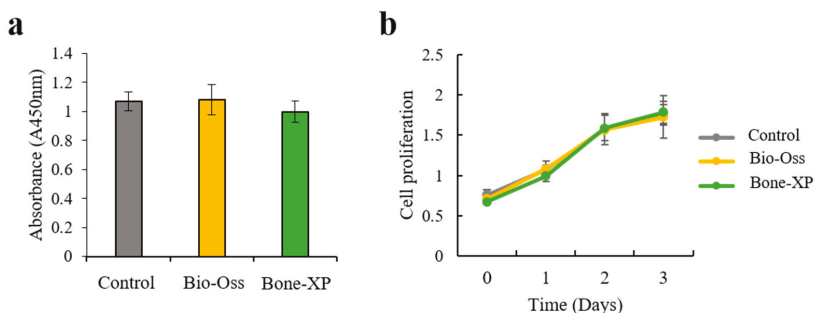 a
1.4
1.2
1
0.8
0.6
0.4
0.2
0
Absorbance (A450nm)
Control Bio-Oss Bone-XP
b
2.5
2
1.5
1
0.5
0
Cell proliferation
0 1 2 3
Time (Days)
Control
Bio-Oss
Bone-XP